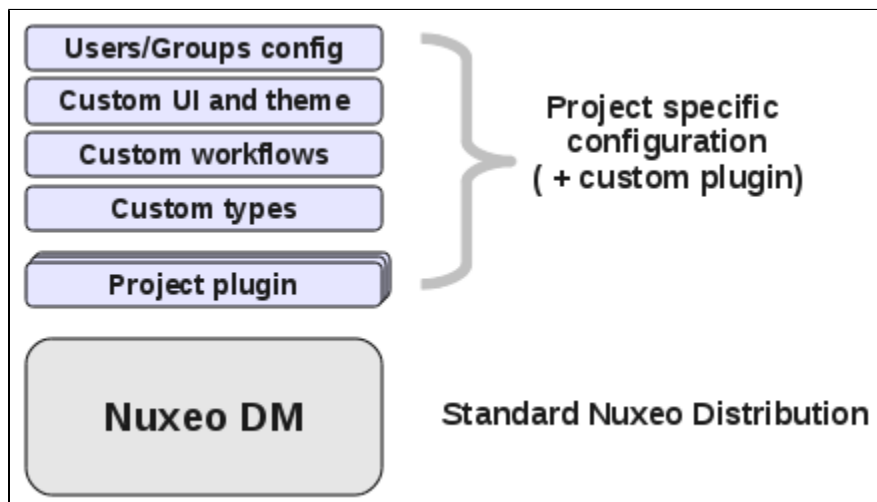 Users/Groups config
Custom UI and theme
Custom workflows
Custom types
Project plugin
Project specific
configuration
( + custom plugin)
Nuxeo DM
Standard Nuxeo Distribution